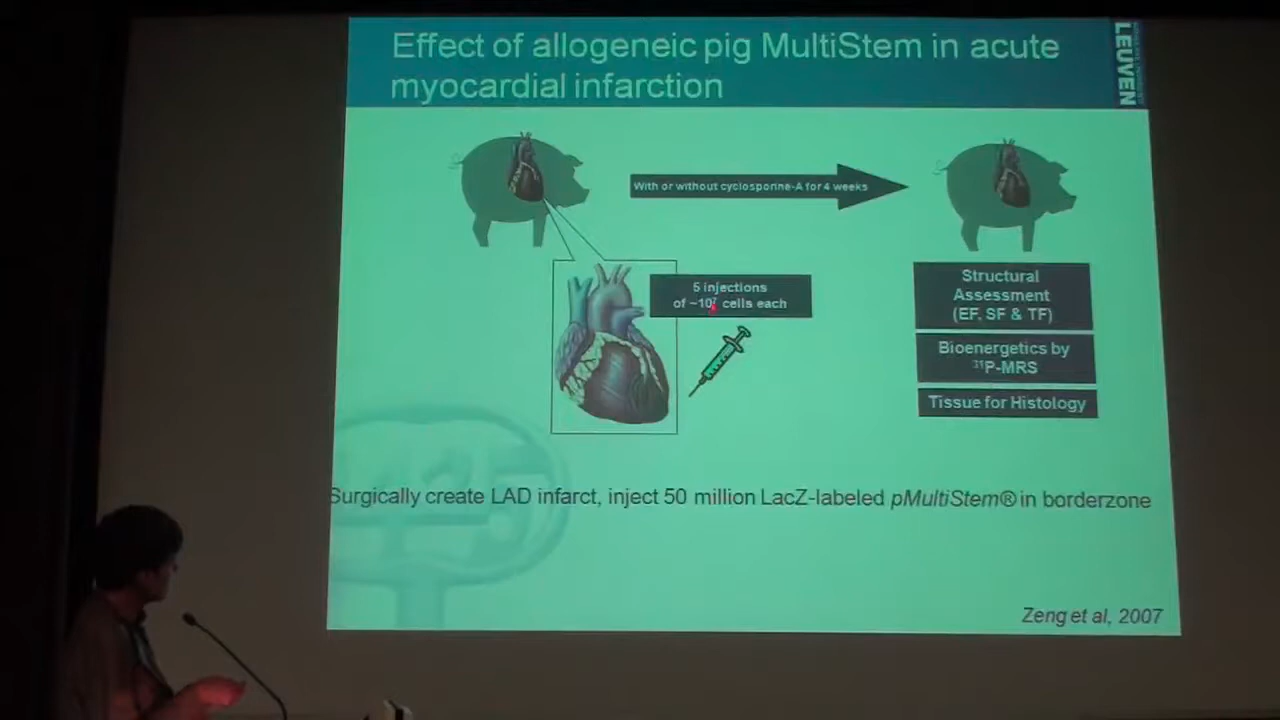 Effect of allogeneic pig MultiStem in acute
myocardial infarction
LEUVEN
With or without cyclosporine-A for 4 weeks
5 injections
of ~10⁷ cells each
Structural
Assessment
(EF, SF & TF)
Bioenergetics by
³¹P-MRS
Tissue for Histology
Surgically create LAD infarct, inject 50 million LacZ-labeled pMultiStem® in borderzone
Zeng et al, 2007